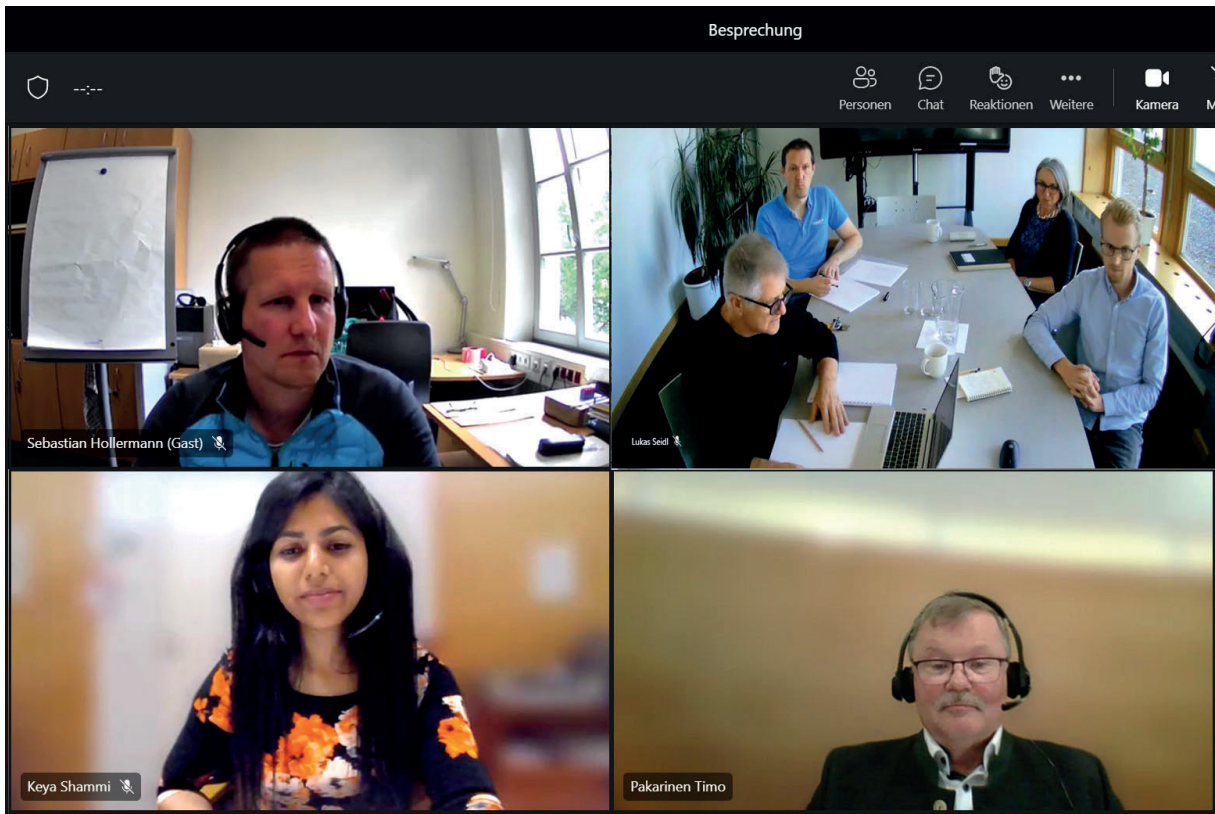 Besprechung
--:--
Personen
Chat
Reaktionen
Weitere
Kamera
M
Sebastian Hollermann (Gast)
Lukas Seidl
Keya Shammi
Pakarinen Timo